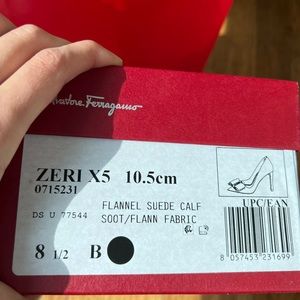 Salvatore Ferragamo
ZERI X5 10.5cm
0715231
FLANNEL SUEDE CALF
DS U 77544 SOOT/FLANN FABRIC
UPC/EAN
8 1/2 B
8 057453 231699